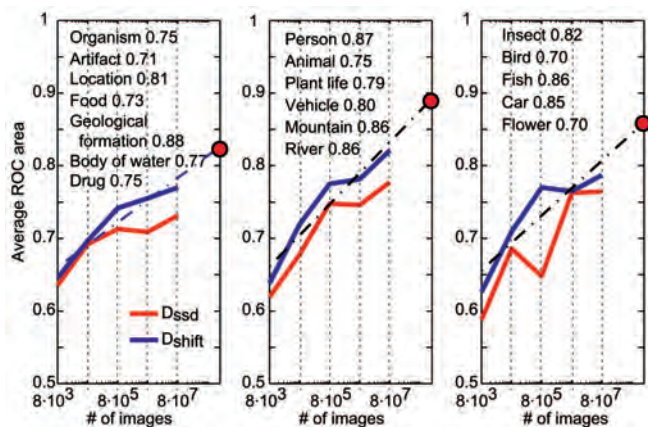 Average ROC area
1
0.9
0.8
0.7
0.6
0.5
Organism 0.75
Artifact 0.71
Location 0.81
Food 0.73
Geological
formation 0.88
Body of water 0.77
Drug 0.75
Dssd
Dshift
8·10³ 8·10⁵ 8·10⁷
# of images
1
0.9
0.8
0.7
0.6
0.5
Person 0.87
Animal 0.75
Plant life 0.79
Vehicle 0.80
Mountain 0.86
River 0.86
8·10³ 8·10⁵ 8·10⁷
# of images
1
0.9
0.8
0.7
0.6
0.5
Insect 0.82
Bird 0.70
Fish 0.86
Car 0.85
Flower 0.70
8·10³ 8·10⁵ 8·10⁷
# of images